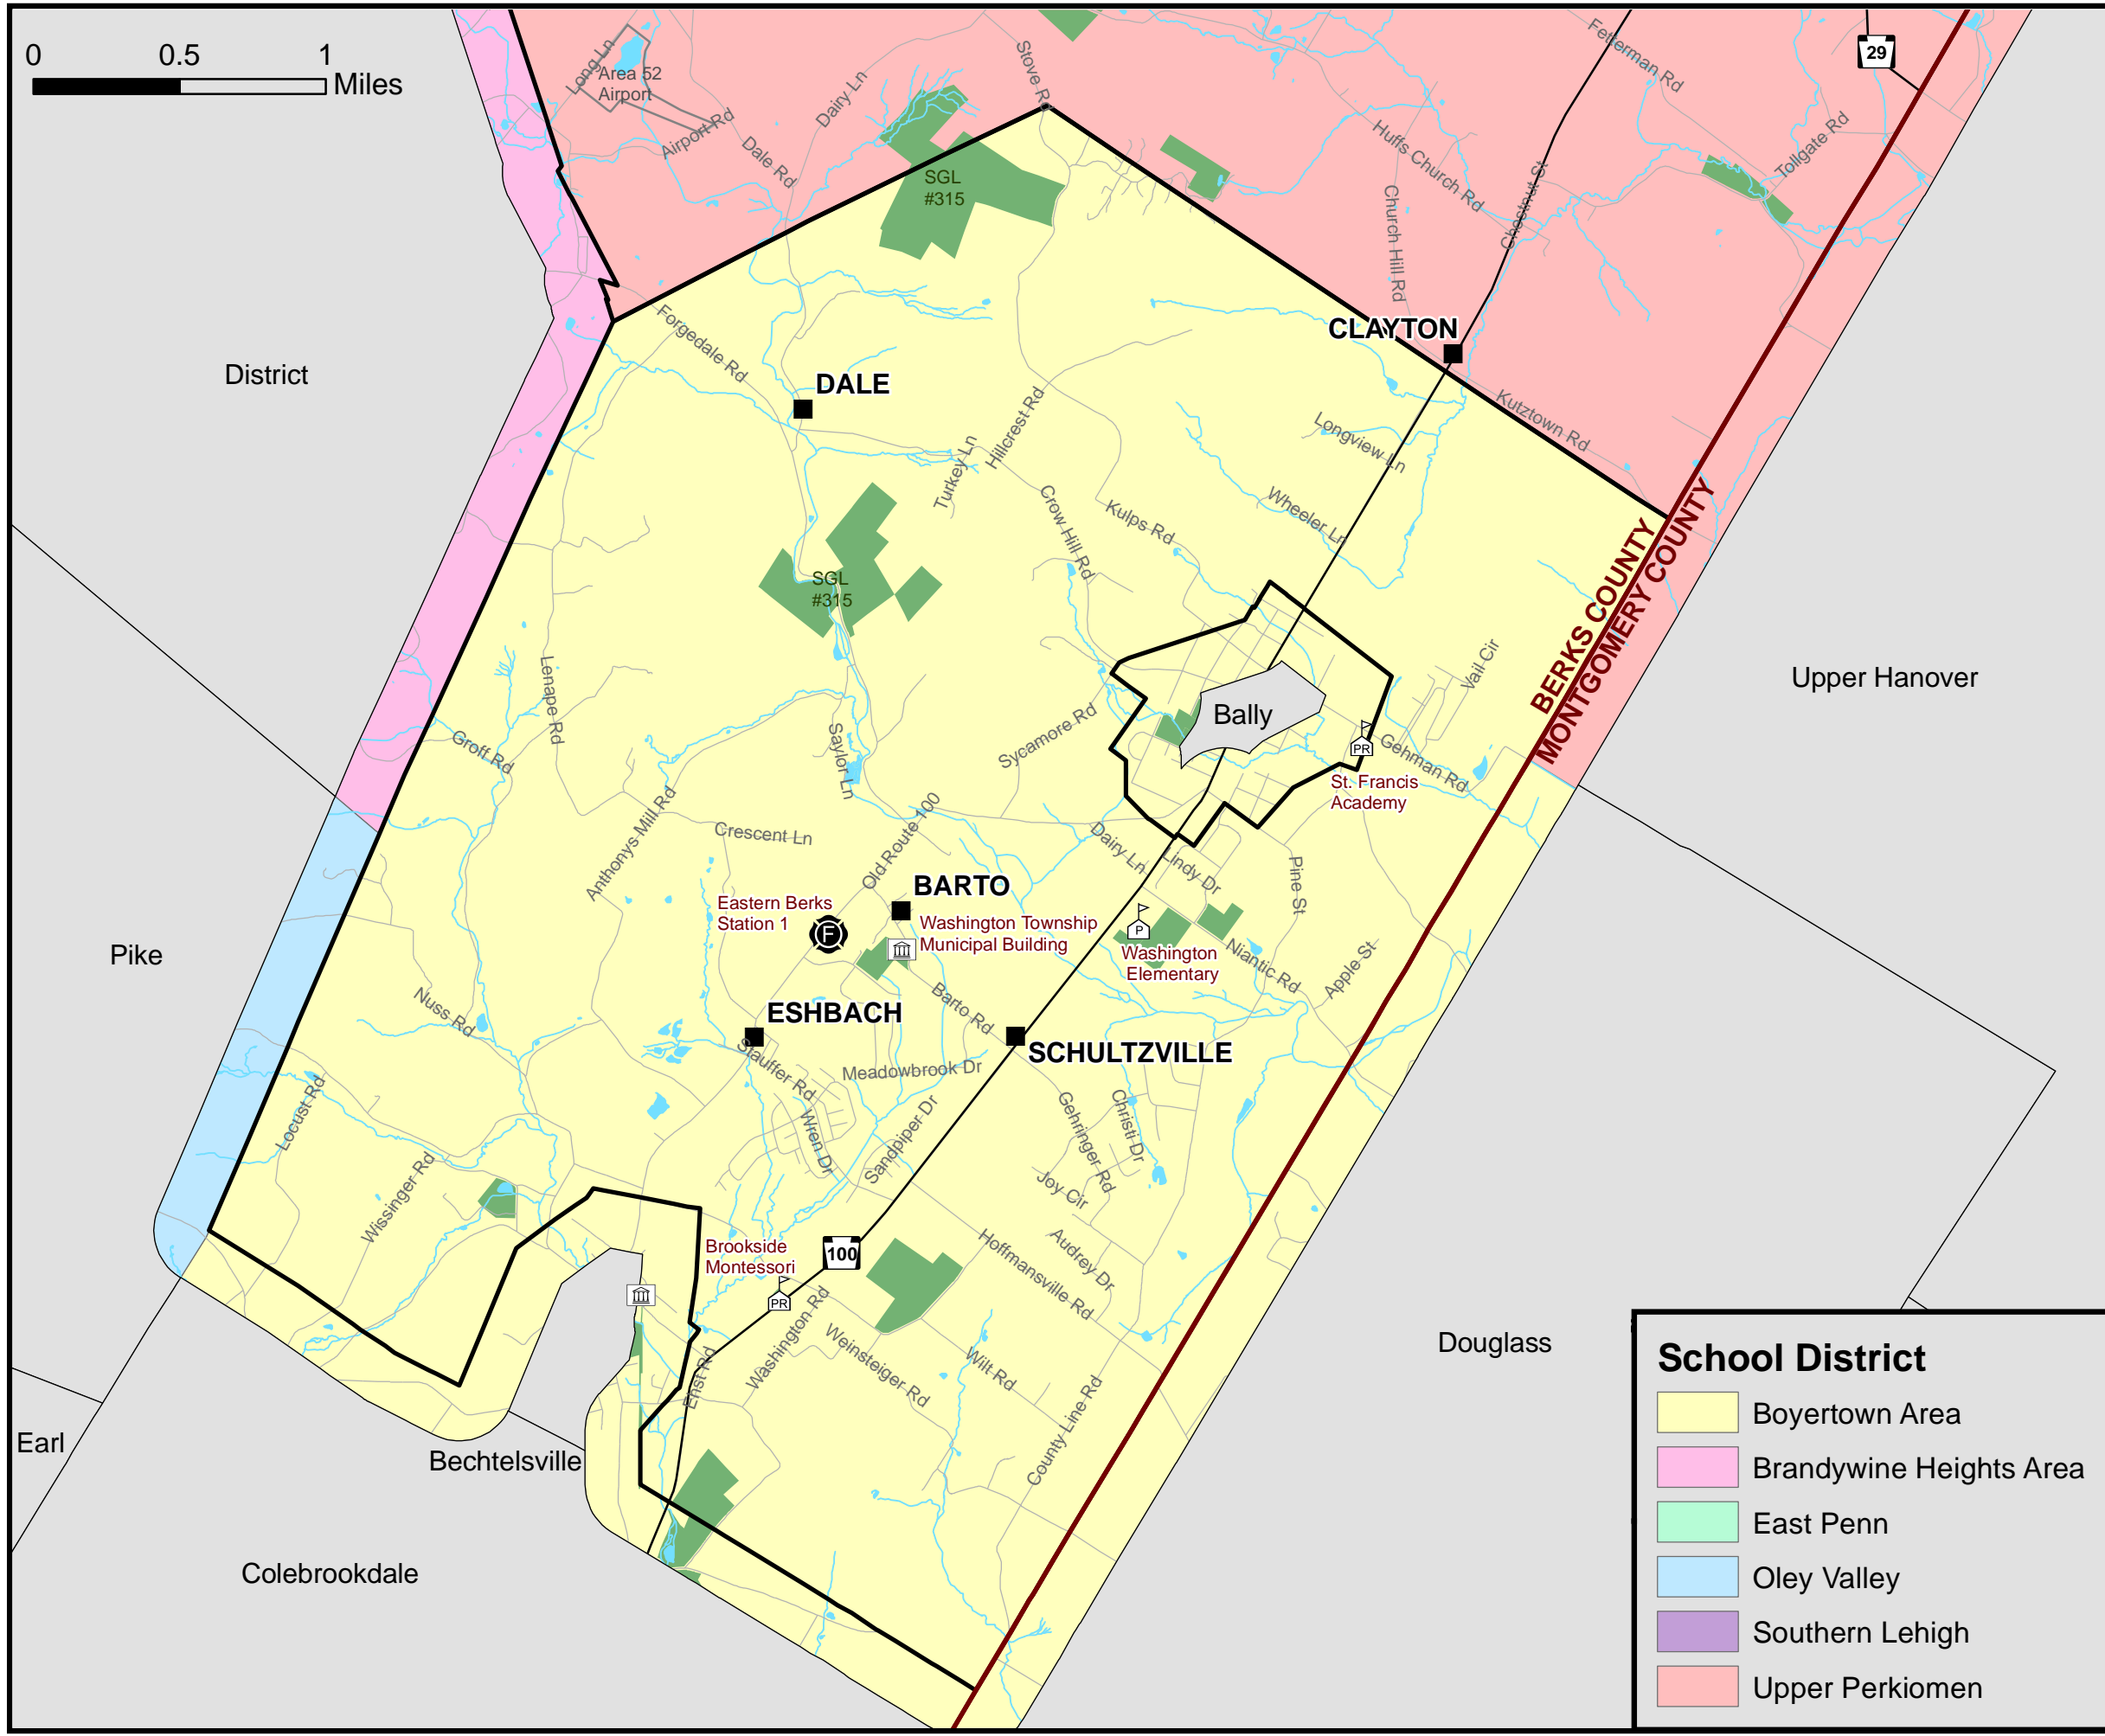 0 0.5 1
Miles
Long Ln
Area 52
Airport
Airport Rd
Dale Rd
Dairy Ln
Stove Rd
Fetterman Rd
29
Tollgate Rd
Huffs Church Rd
Church Hill Rd
Chestnut St
SGL
#315
CLAYTON
Kutztown Rd
District
Forgedale Rd
DALE
Hillcrest Rd
Turkey Ln
Longview Ln
Wheeler Ln
Kulps Rd
Crow Hill Rd
SGL
#315
BERKS COUNTY
MONTGOMERY COUNTY
Upper Hanover
Lenape Rd
Groff Rd
Saylor Ln
Sycamore Rd
Bally
Vail Cir
PR
Gehman Rd
St. Francis
Academy
Anthonys Mill Rd
Crescent Ln
Old Route 100
Dairy Ln
Lindy Dr
Pine St
BARTO
Eastern Berks
Station 1
F
Washington Township
Municipal Building
P
Washington
Elementary
Niantic Rd
Apple St
Pike
Nuss Rd
ESHBACH
Barto Rd
SCHULTZVILLE
Stauffer Rd
Meadowbrook Dr
Wren Dr
Sandpiper Dr
Gehringer Rd
Christi Dr
Joy Cir
Locust Rd
Wissinger Rd
Brookside
Montessori
100
PR
Hoffmansville Rd
Audrey Dr
Washington Rd
Weinsteiger Rd
Wilt Rd
County Line Rd
Ehst Rd
Douglass
Earl
Bechtelsville
Colebrookdale
School District
Boyertown Area
Brandywine Heights Area
East Penn
Oley Valley
Southern Lehigh
Upper Perkiomen